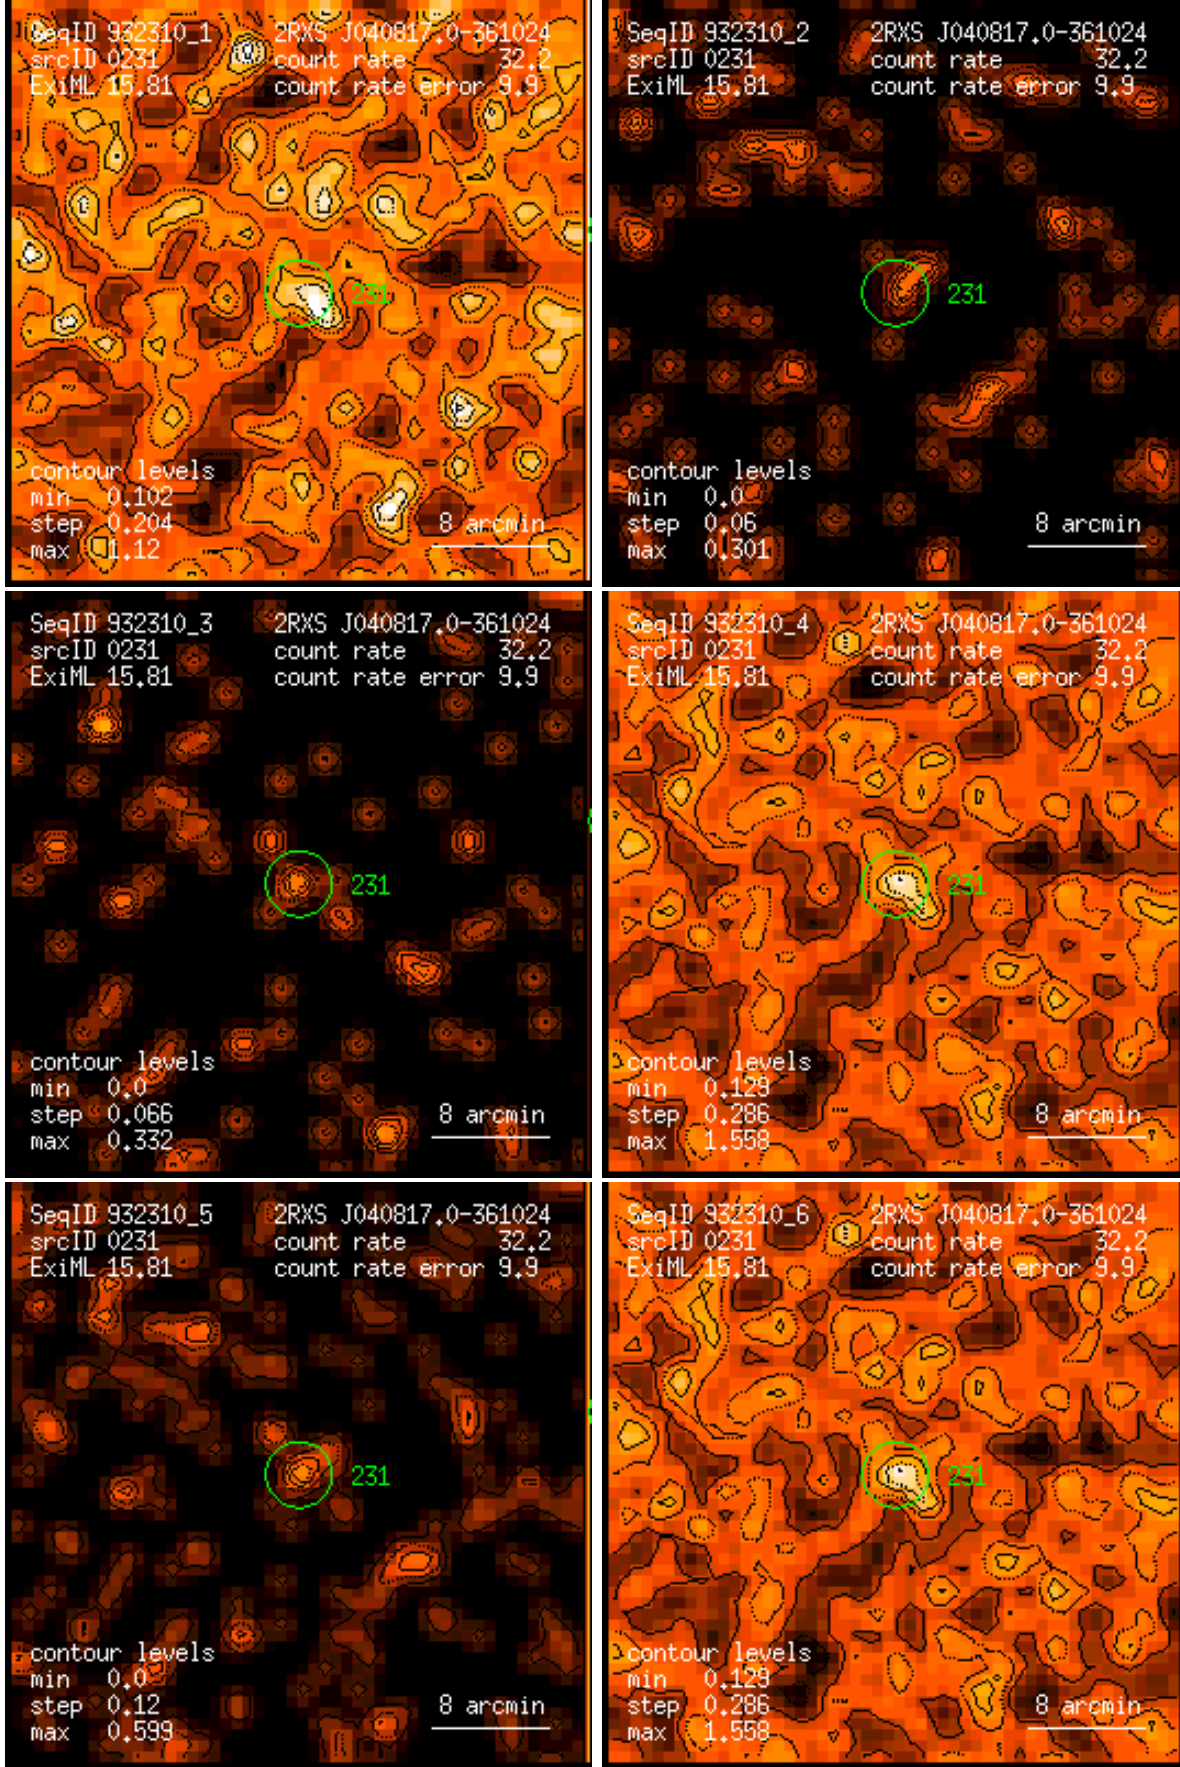 SeqID 932310_1 2RXS J040817.0-361024
srcID 0231 count rate 32.2
ExiML 15.81 count rate error 9.9
231
contour levels
min 0.102
step 0.204
max 1.12 8 arcmin
SeqID 932310_2 2RXS J040817.0-361024
srcID 0231 count rate 32.2
ExiML 15.81 count rate error 9.9
231
contour levels
min 0.0
step 0.06
max 0.301 8 arcmin
SeqID 932310_3 2RXS J040817.0-361024
srcID 0231 count rate 32.2
ExiML 15.81 count rate error 9.9
231
contour levels
min 0.0
step 0.066
max 0.332 8 arcmin
SeqID 932310_4 2RXS J040817.0-361024
srcID 0231 count rate 32.2
ExiML 15.81 count rate error 9.9
231
contour levels
min 0.129
step 0.286
max 1.558 8 arcmin
SeqID 932310_5 2RXS J040817.0-361024
srcID 0231 count rate 32.2
ExiML 15.81 count rate error 9.9
231
contour levels
min 0.0
step 0.12
max 0.599 8 arcmin
SeqID 932310_6 2RXS J040817.0-361024
srcID 0231 count rate 32.2
ExiML 15.81 count rate error 9.9
231
contour levels
min 0.129
step 0.286
max 1.558 8 arcmin